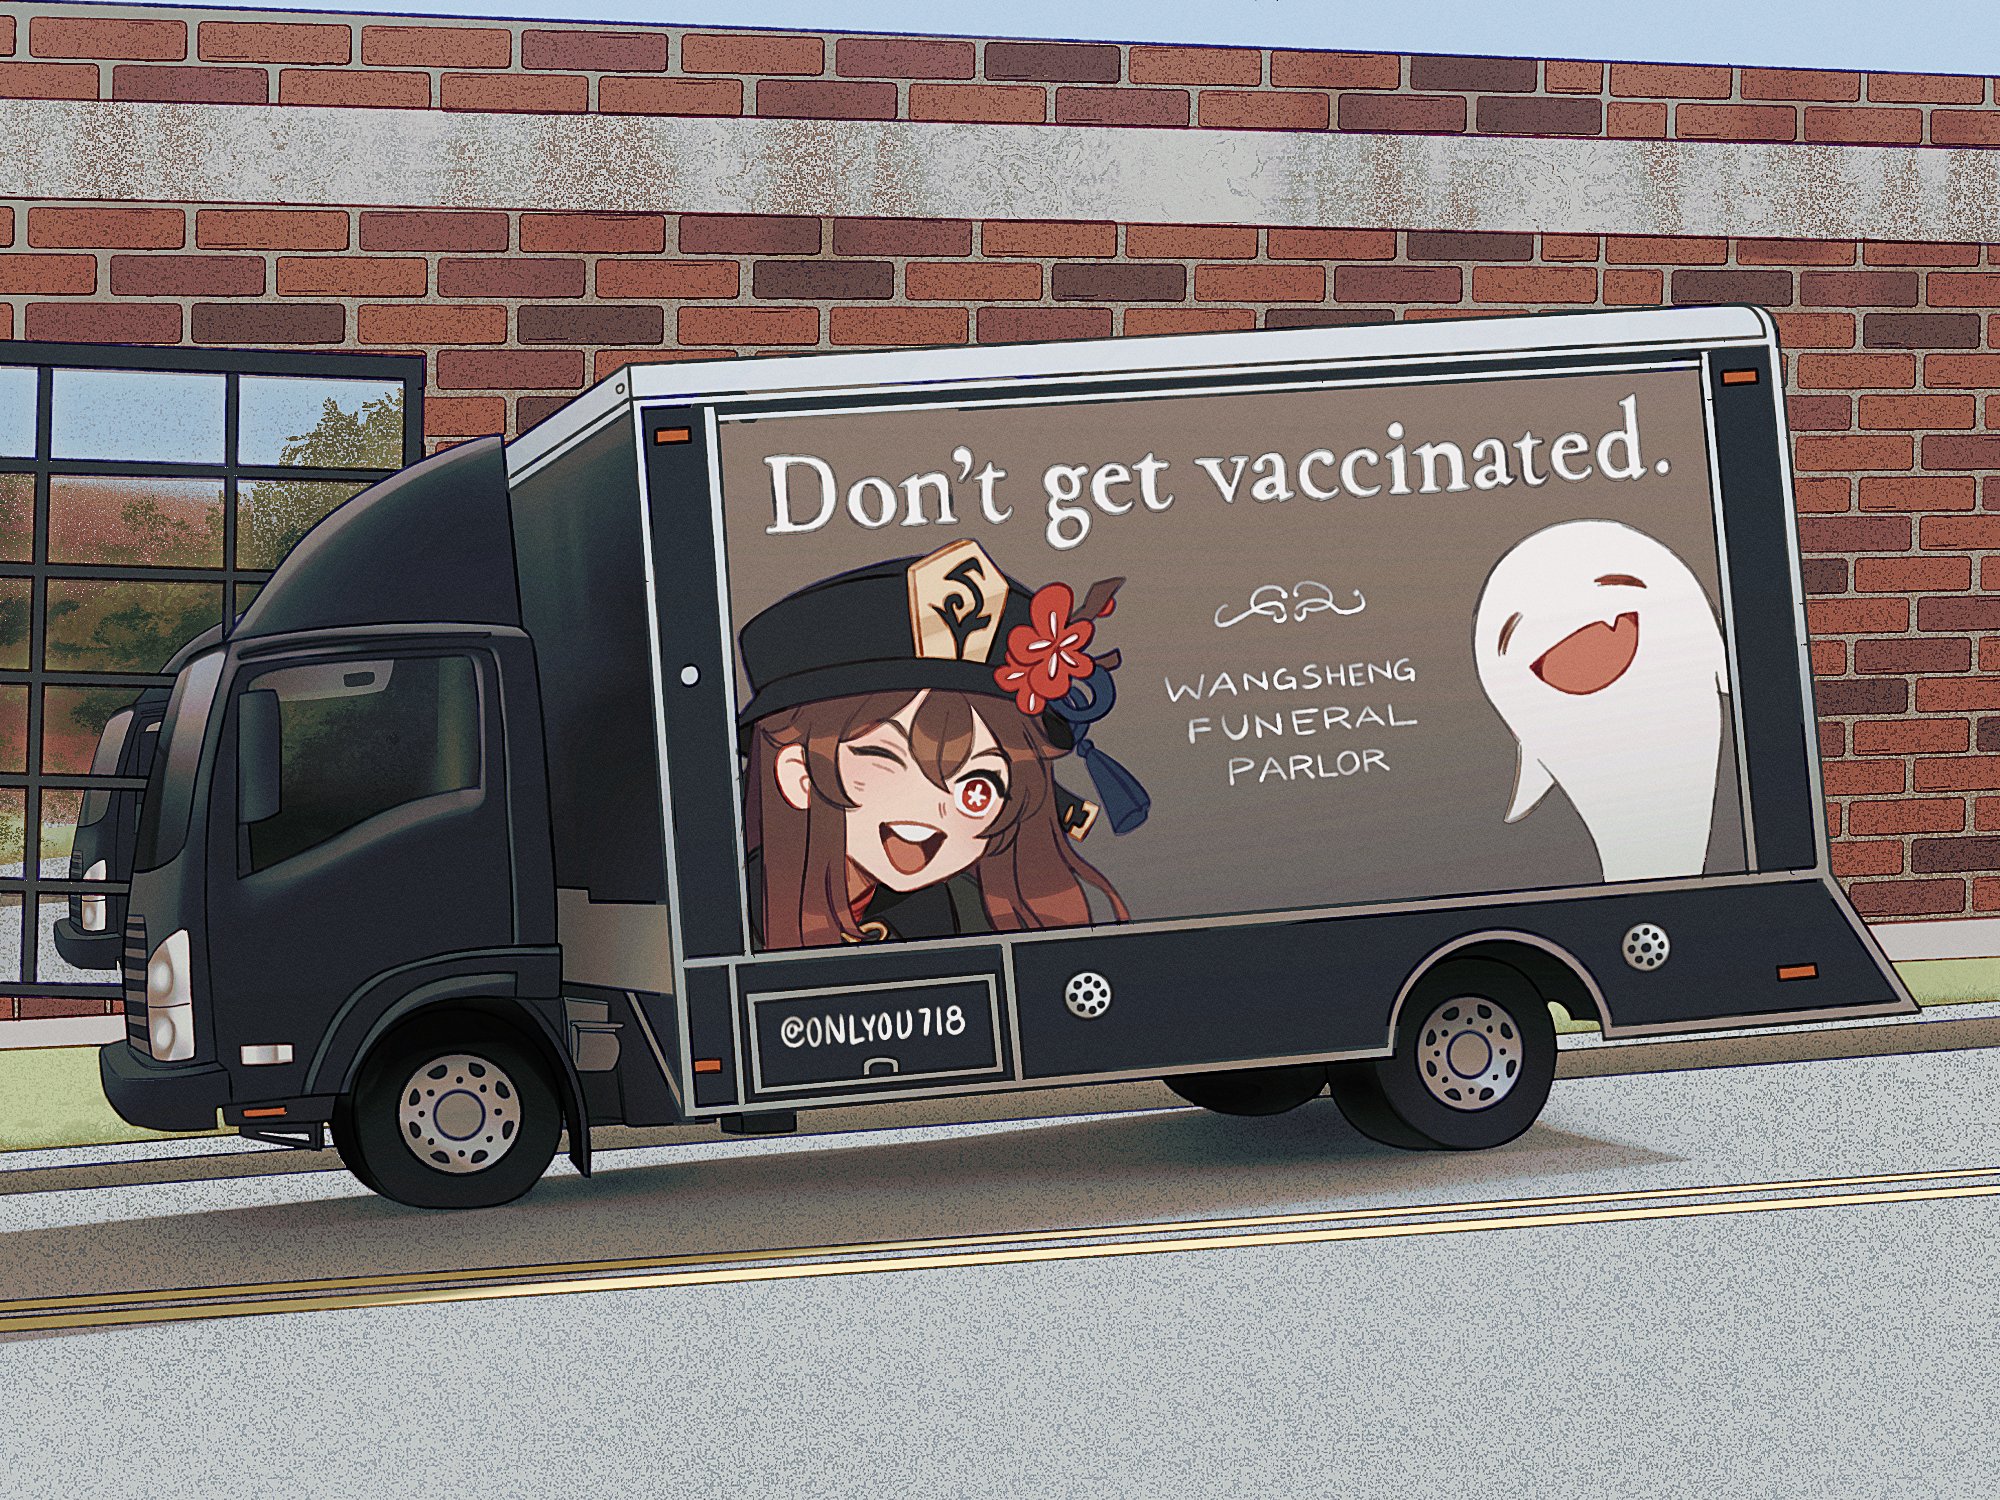 Don't get vaccinated.
WANGSHENG
FUNERAL
PARLOR
@ONLYOU718